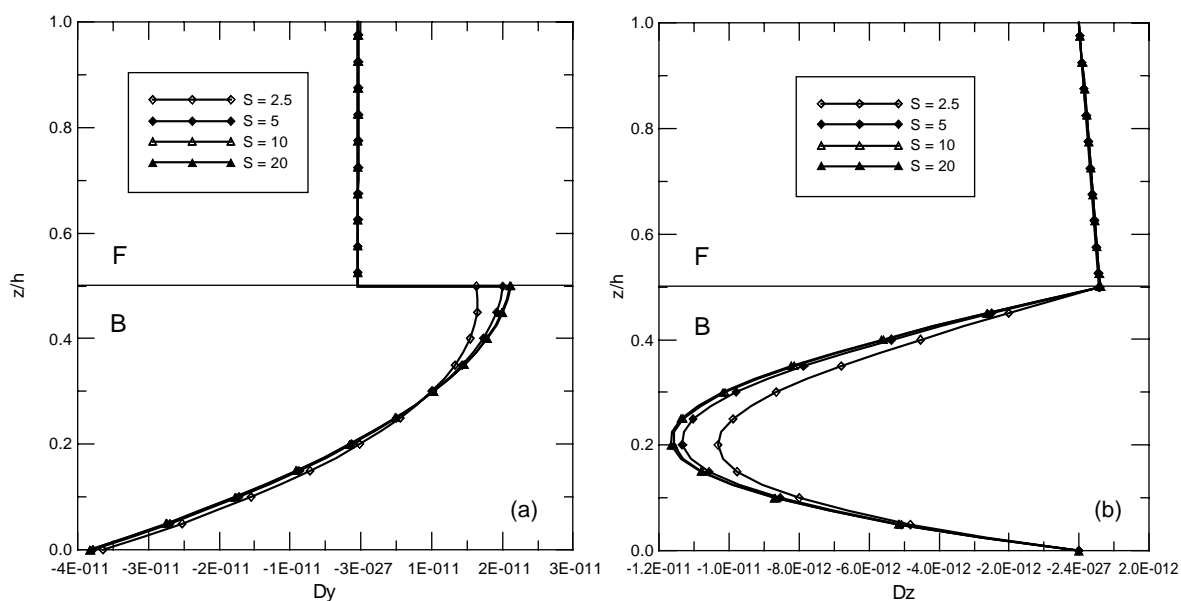 1.0
0.8
0.6
0.4
0.2
0.0
z/h
S = 2.5
S = 5
S = 10
S = 20
F
B
(a)
-4E-011 -2E-011 -1E-011 -3E-027 1E-011 2E-011 3E-011
Dy
1.0
0.8
0.6
0.4
0.2
0.0
z/h
S = 2.5
S = 5
S = 10
S = 20
F
B
(b)
-1.2E-011 -1.0E-011 -8.0E-012 -6.0E-012 -4.0E-012 -2.0E-012 -2.4E-027 2.0E-012
Dz